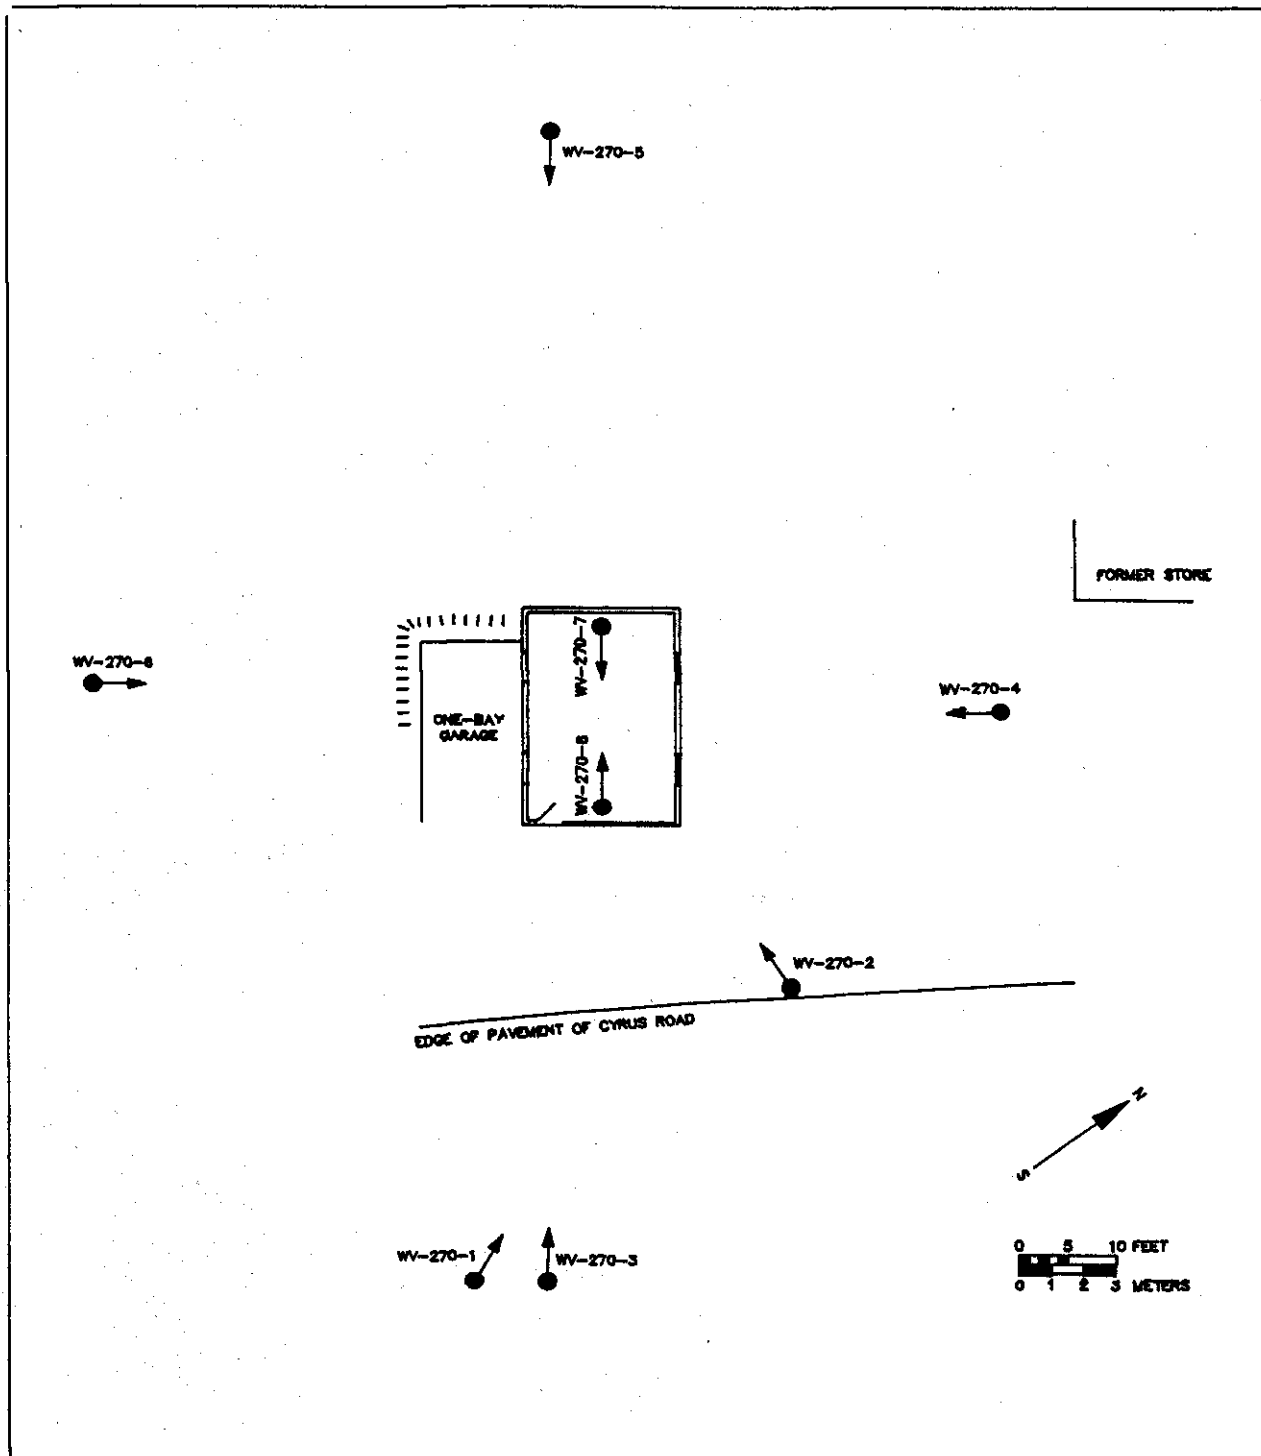 WV-270-5
FORMER STORE
WV-270-6
WV-270-7
WV-270-4
ONE-BAY
GARAGE
WV-270-8
WV-270-2
EDGE OF PAVEMENT OF CYRUS ROAD
N
S
WV-270-1
WV-270-3
0 5 10 FEET
0 1 2 3 METERS